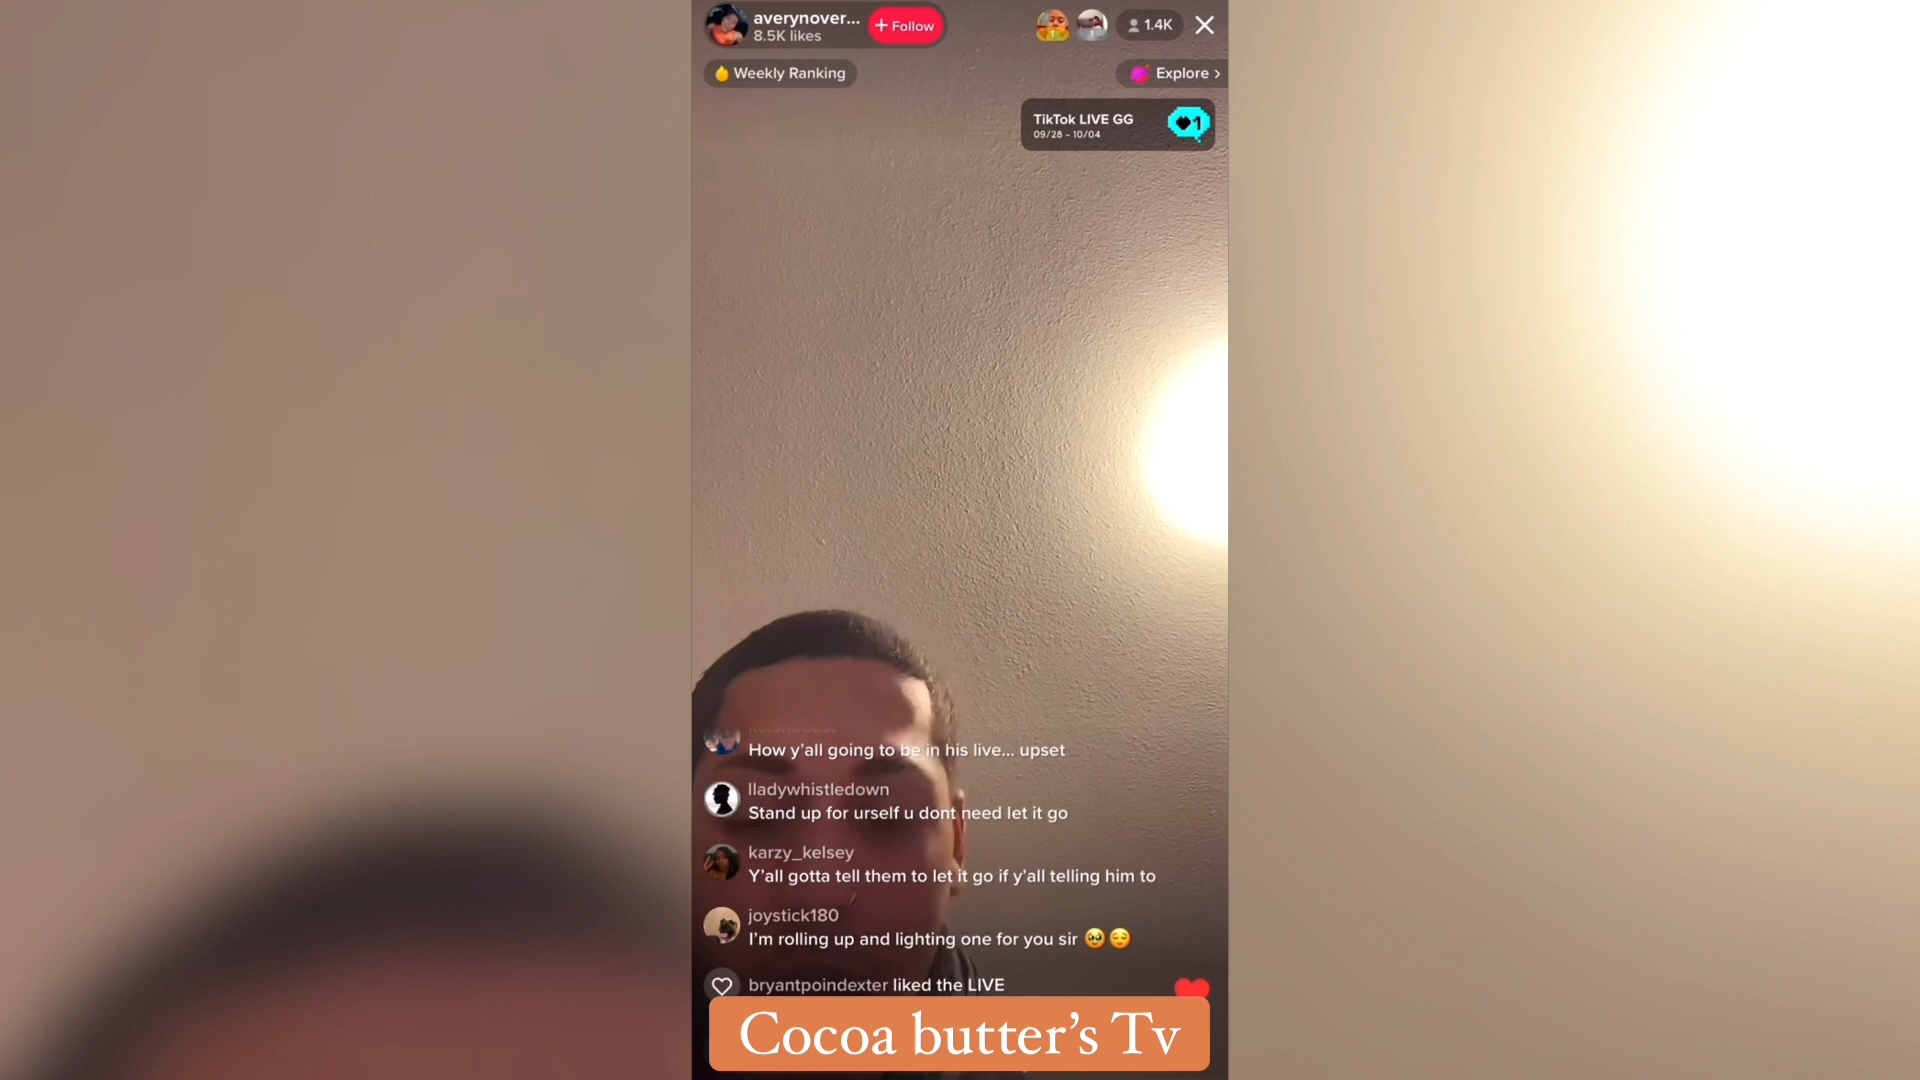 averynover...
8.5K likes
+ Follow
1.4K
Weekly Ranking
Explore >
TikTok LIVE GG
09/28 - 10/04
1
How y'all going to be in his live... upset
lladywhistledown
Stand up for urself u dont need let it go
karzy_kelsey
Y'all gotta tell them to let it go if y'all telling him to
joystick180
I'm rolling up and lighting one for you sir 🥹😌
bryantpoindexter liked the LIVE
Cocoa butter's Tv